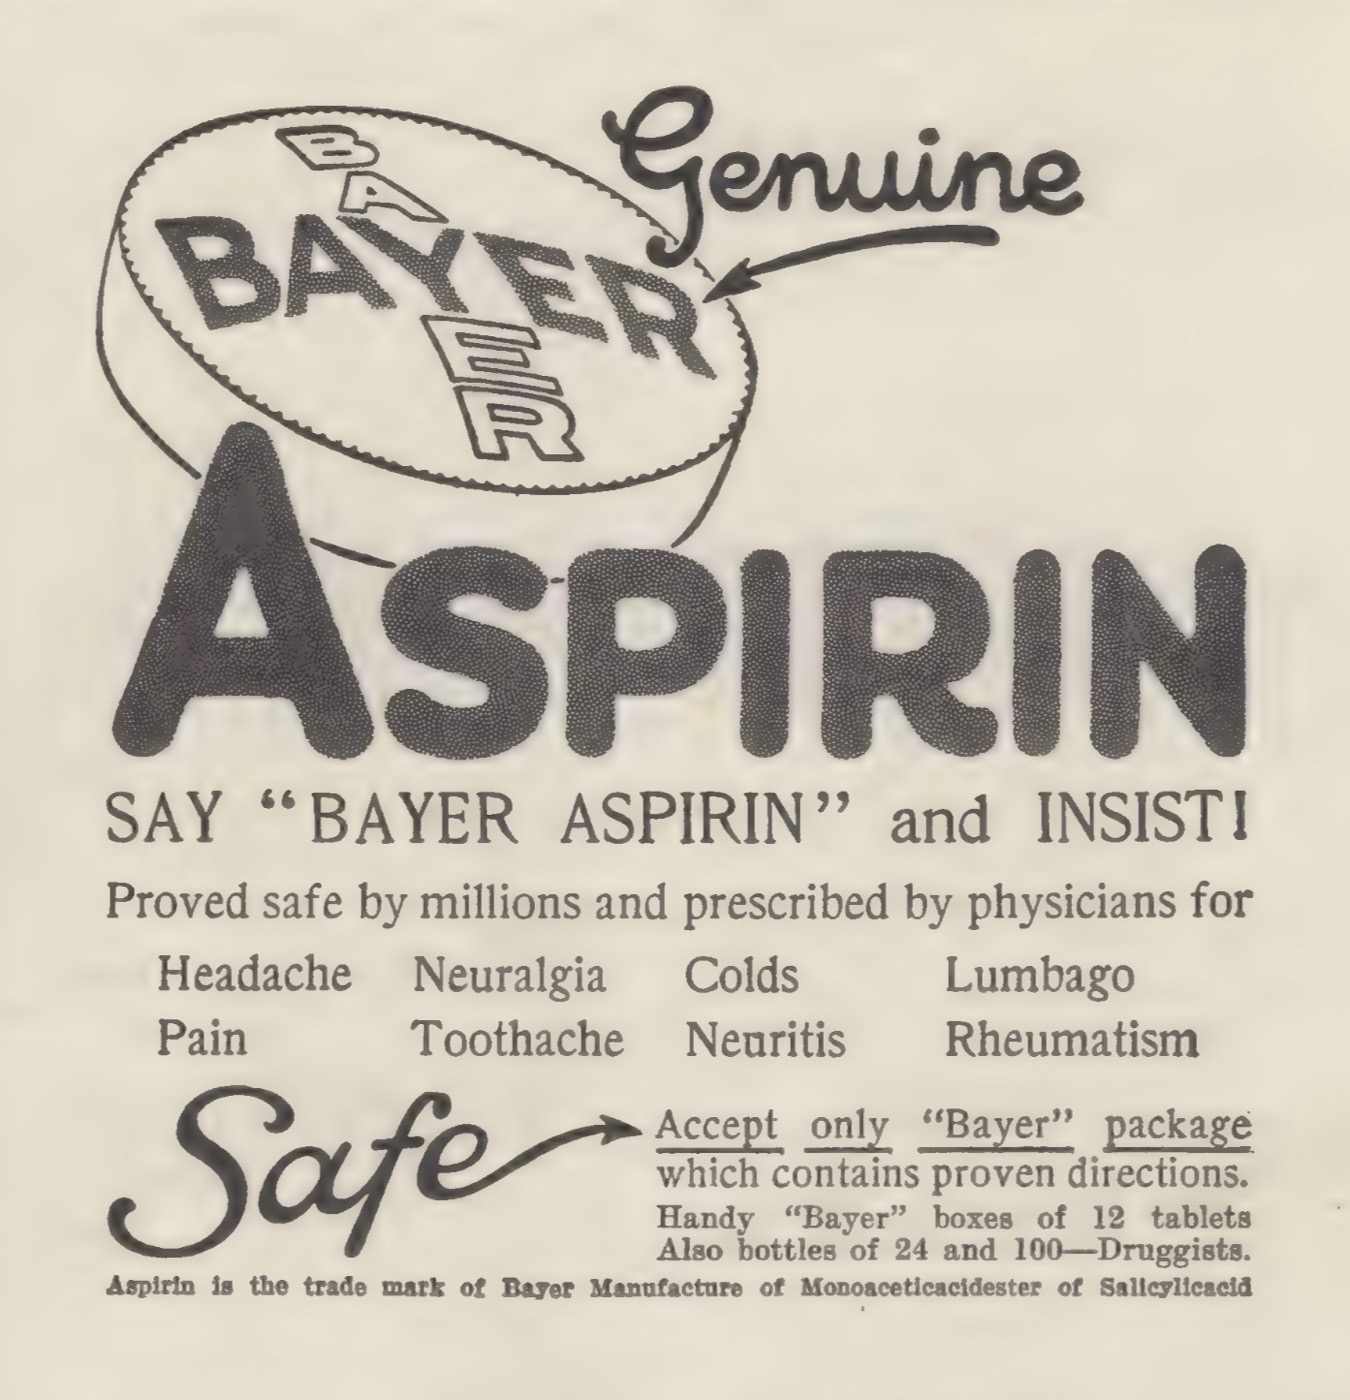 Genuine
BAYER
BAYER
ASPIRIN
SAY "BAYER ASPIRIN" and INSIST!
Proved safe by millions and prescribed by physicians for
Headache Neuralgia Colds Lumbago
Pain Toothache Neuritis Rheumatism
Safe
Accept only "Bayer" package
which contains proven directions.
Handy "Bayer" boxes of 12 tablets
Also bottles of 24 and 100—Druggists.
Aspirin is the trade mark of Bayer Manufacture of Monoaceticacidester of Salicylicacid